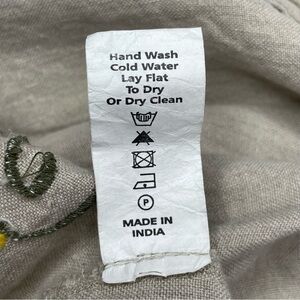 Hand Wash
Cold Water
Lay Flat
To Dry
Or Dry Clean
P
MADE IN
INDIA